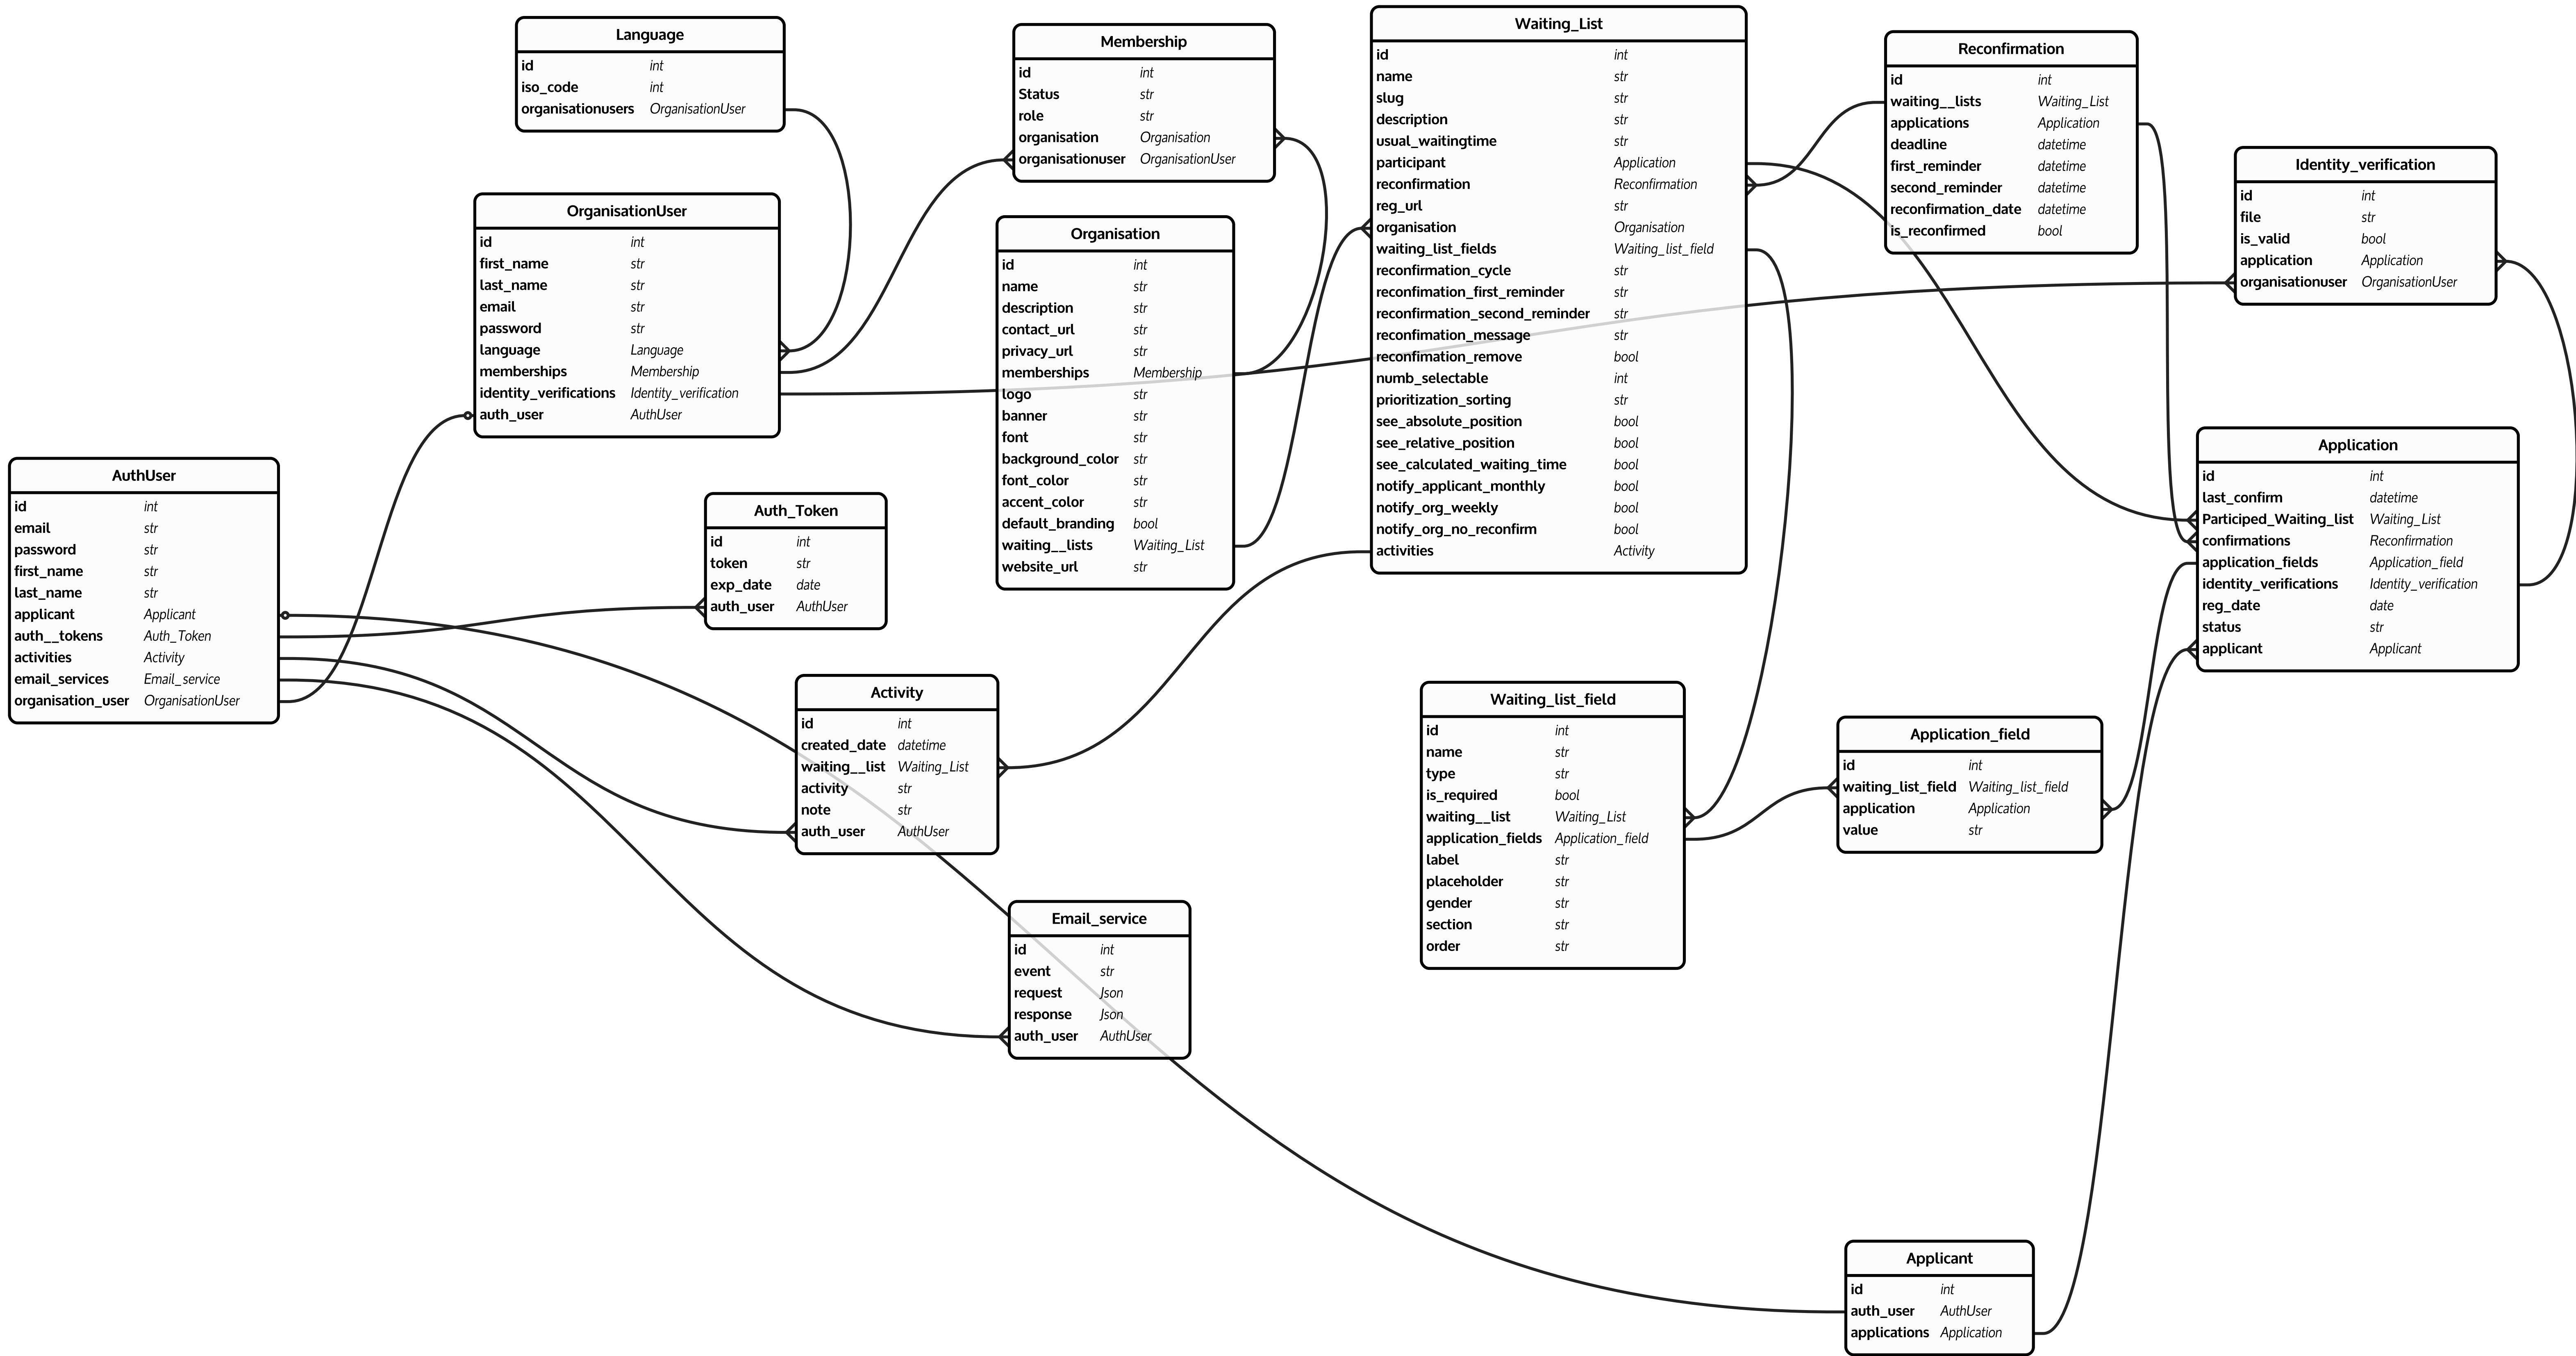 Language
id int
iso_code int
organisationusers OrganisationUser
Membership
id int
Status str
role str
organisation Organisation
organisationuser OrganisationUser
Waiting_List
id int
name str
slug str
description str
usual_waitingtime str
participant Application
reconfirmation Reconfirmation
reg_url str
organisation Organisation
waiting_list_fields Waiting_list_field
reconfirmation_cycle str
reconfimation_first_reminder str
reconfirmation_second_reminder str
reconfimation_message str
reconfimation_remove bool
numb_selectable int
prioritization_sorting str
see_absolute_position bool
see_relative_position bool
see_calculated_waiting_time bool
notify_applicant_monthly bool
notify_org_weekly bool
notify_org_no_reconfirm bool
activities Activity
Reconfirmation
id int
waiting__lists Waiting_List
applications Application
deadline datetime
first_reminder datetime
second_reminder datetime
reconfirmation_date datetime
is_reconfirmed bool
Identity_verification
id int
file str
is_valid bool
application Application
organisationuser OrganisationUser
OrganisationUser
id int
first_name str
last_name str
email str
password str
language Language
memberships Membership
identity_verifications Identity_verification
auth_user AuthUser
Organisation
id int
name str
description str
contact_url str
privacy_url str
memberships Membership
logo str
banner str
font str
background_color str
font_color str
accent_color str
default_branding bool
waiting__lists Waiting_List
website_url str
AuthUser
id int
email str
password str
first_name str
last_name str
applicant Applicant
auth__tokens Auth_Token
activities Activity
email_services Email_service
organisation_user OrganisationUser
Auth_Token
id int
token str
exp_date date
auth_user AuthUser
Application
id int
last_confirm datetime
Participed_Waiting_list Waiting_List
confirmations Reconfirmation
application_fields Application_field
identity_verifications Identity_verification
reg_date date
status str
applicant Applicant
Activity
id int
created_date datetime
waiting__list Waiting_List
activity str
note str
auth_user AuthUser
Waiting_list_field
id int
name str
type str
is_required bool
waiting__list Waiting_List
application_fields Application_field
label str
placeholder str
gender str
section str
order str
Application_field
id int
waiting_list_field Waiting_list_field
application Application
value str
Email_service
id int
event str
request Json
response Json
auth_user AuthUser
Applicant
id int
auth_user AuthUser
applications Application